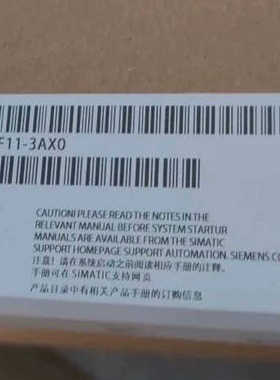 F11-3AX0
CAUTION! PLEASE READ THE NOTES IN THE
RELEVANT MANUAL BEFORE SYSTEM STARTUR
MANUALS ARE AVAILABLE FROM THE SIMATIC
SUPPORT HOMEPAGE SUPPORT AUTOMATION. SIEMENS CO
注意!请在系统启动之前阅读相应手册的注释。
手册可在SIMATIC支持网页
产品目录中有相关产品手册的订购信息